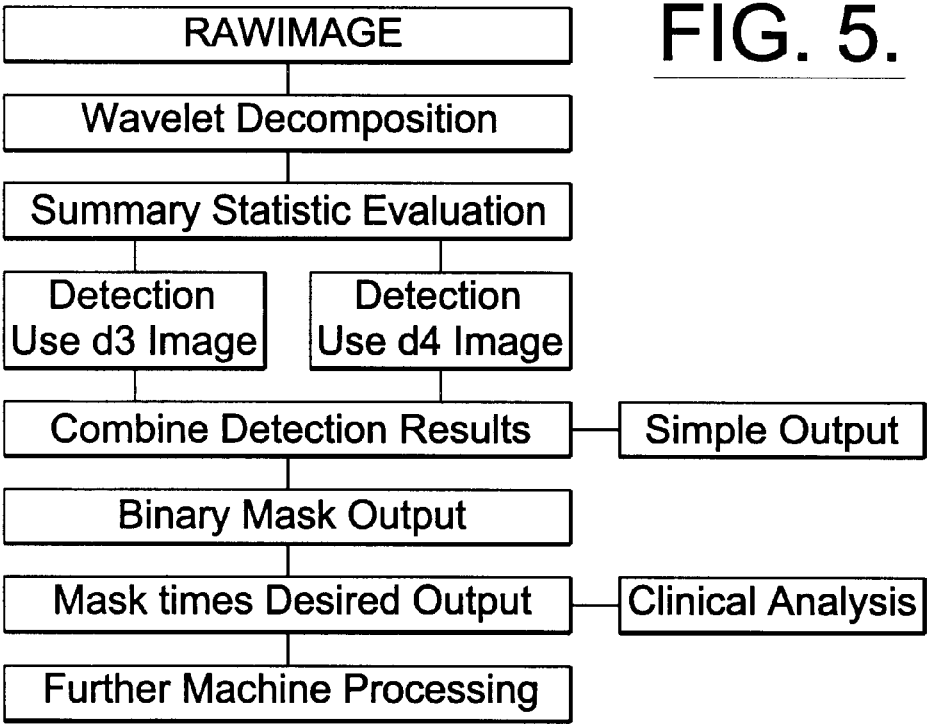 FIG. 5.
RAWIMAGE
Wavelet Decomposition
Summary Statistic Evaluation
Detection
Use d3 Image
Detection
Use d4 Image
Combine Detection Results
Simple Output
Binary Mask Output
Mask times Desired Output
Clinical Analysis
Further Machine Processing